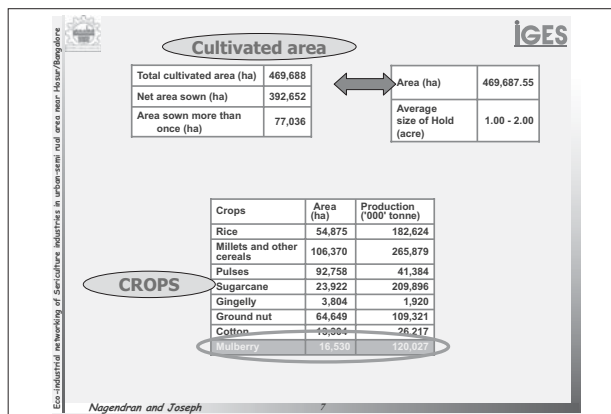 Eco-industrial networking of Sericulture industries in urban-semi rual area near Hosur/Bangalore
Cultivated area
iGES
Total cultivated area (ha) 469,688
Net area sown (ha) 392,652
Area sown more than
once (ha) 77,036
Area (ha) 469,687.55
Average
size of Hold
(acre) 1.00 - 2.00
CROPS
Crops Area
(ha) Production
('000' tonne)
Rice 54,875 182,624
Millets and other
cereals 106,370 265,879
Pulses 92,758 41,384
Sugarcane 23,922 209,896
Gingelly 3,804 1,920
Ground nut 64,649 109,321
Cotton 26,217
Mulberry 16,530 120,027
Nagendran and Joseph 7